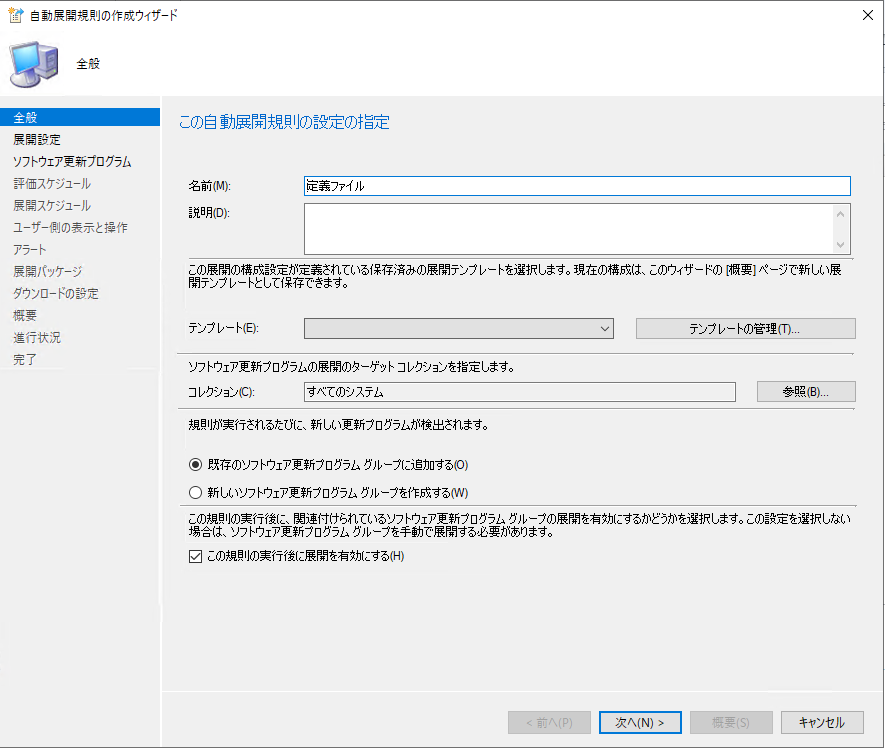 自動展開規則の作成ウィザード
全般
全般
展開設定
ソフトウェア更新プログラム
評価スケジュール
展開スケジュール
ユーザー側の表示と操作
アラート
展開パッケージ
ダウンロードの設定
概要
進行状況
完了
この自動展開規則の設定の指定
名前(M):
定義ファイル
説明(D):
この展開の構成設定が定義されている保存済みの展開テンプレートを選択します。現在の構成は、このウィザードの [概要] ページで新しい展
開テンプレートとして保存できます。
テンプレート(E):
テンプレートの管理(T)...
ソフトウェア更新プログラムの展開のターゲット コレクションを指定します。
コレクション(C):
すべてのシステム
参照(B)...
規則が実行されるたびに、新しい更新プログラムが検出されます。
既存のソフトウェア更新プログラム グループに追加する(O)
新しいソフトウェア更新プログラム グループを作成する(W)
この規則の実行後に、関連付けられているソフトウェア更新プログラム グループの展開を有効にするかどうかを選択します。この設定を選択しない
場合は、ソフトウェア更新プログラム グループを手動で展開する必要があります。
この規則の実行後に展開を有効にする(H)
< 前へ(P)
次へ(N) >
概要(S)
キャンセル